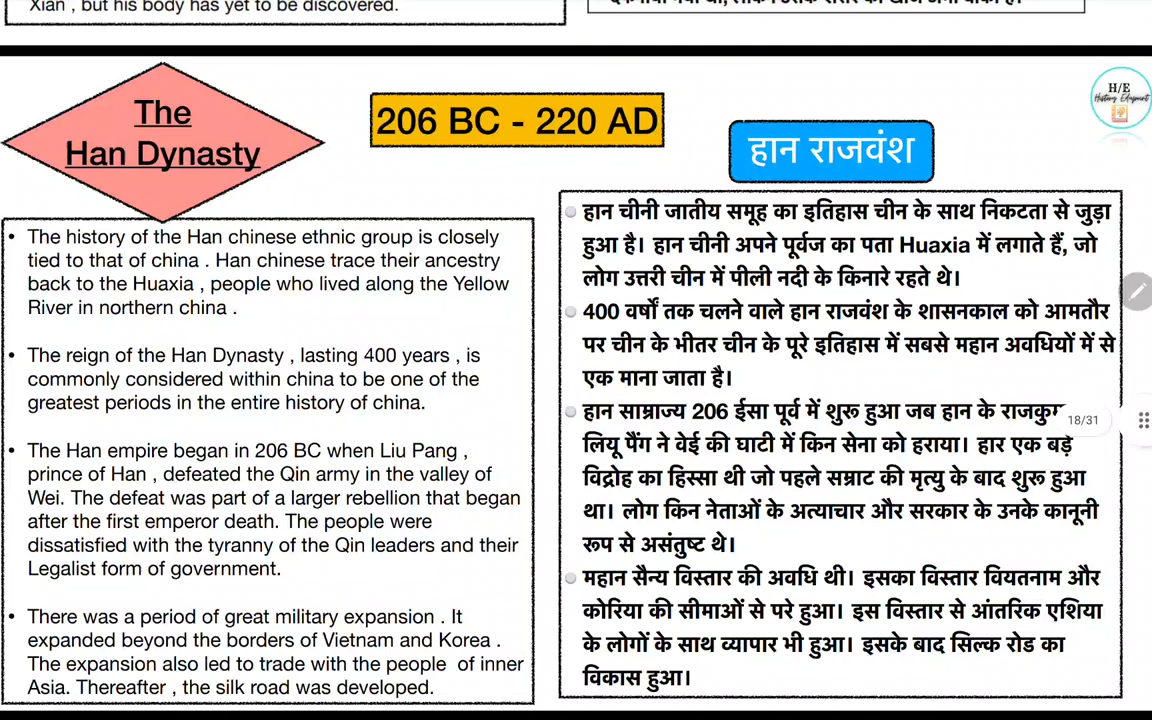 Xian , but his body has yet to be discovered.
The
Han Dynasty
206 BC - 220 AD
हान राजवंश
H/E
History Edupoint
• The history of the Han chinese ethnic group is closely
tied to that of china . Han chinese trace their ancestry
back to the Huaxia , people who lived along the Yellow
River in northern china .
• The reign of the Han Dynasty , lasting 400 years , is
commonly considered within china to be one of the
greatest periods in the entire history of china.
• The Han empire began in 206 BC when Liu Pang ,
prince of Han , defeated the Qin army in the valley of
Wei. The defeat was part of a larger rebellion that began
after the first emperor death. The people were
dissatisfied with the tyranny of the Qin leaders and their
Legalist form of government.
• There was a period of great military expansion . It
expanded beyond the borders of Vietnam and Korea .
The expansion also led to trade with the people of inner
Asia. Thereafter , the silk road was developed.
हान चीनी जातीय समूह का इतिहास चीन के साथ निकटता से जुड़ा
हुआ है। हान चीनी अपने पूर्वज का पता Huaxia में लगाते हैं, जो
लोग उत्तरी चीन में पीली नदी के किनारे रहते थे।
400 वर्षों तक चलने वाले हान राजवंश के शासनकाल को आमतौर
पर चीन के भीतर चीन के पूरे इतिहास में सबसे महान अवधियों में से
एक माना जाता है।
हान साम्राज्य 206 ईसा पूर्व में शुरू हुआ जब हान के
लियू पैंग ने वेई की घाटी में किन सेना को हराया। हार एक बड़े
विद्रोह का हिस्सा थी जो पहले सम्राट की मृत्यु के बाद शुरू हुआ
था। लोग किन नेताओं के अत्याचार और सरकार के उनके कानूनी
रूप से असंतुष्ट थे।
महान सैन्य विस्तार की अवधि थी। इसका विस्तार वियतनाम और
कोरिया की सीमाओं से परे हुआ। इस विस्तार से आंतरिक एशिया
के लोगों के साथ व्यापार भी हुआ। इसके बाद सिल्क रोड का
विकास हुआ।
18/31